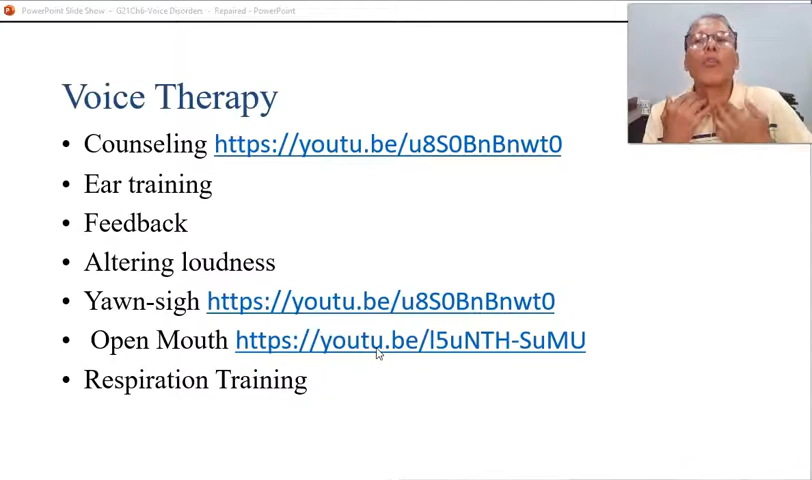 PowerPoint Slide Show - G21Ch6-Voice Disorders - Repaired - PowerPoint
Voice Therapy
• Counseling https://youtu.be/u8S0BnBnwt0
• Ear training
• Feedback
• Altering loudness
• Yawn-sigh https://youtu.be/u8S0BnBnwt0
• Open Mouth https://youtu.be/l5uNTH-SuMU
• Respiration Training